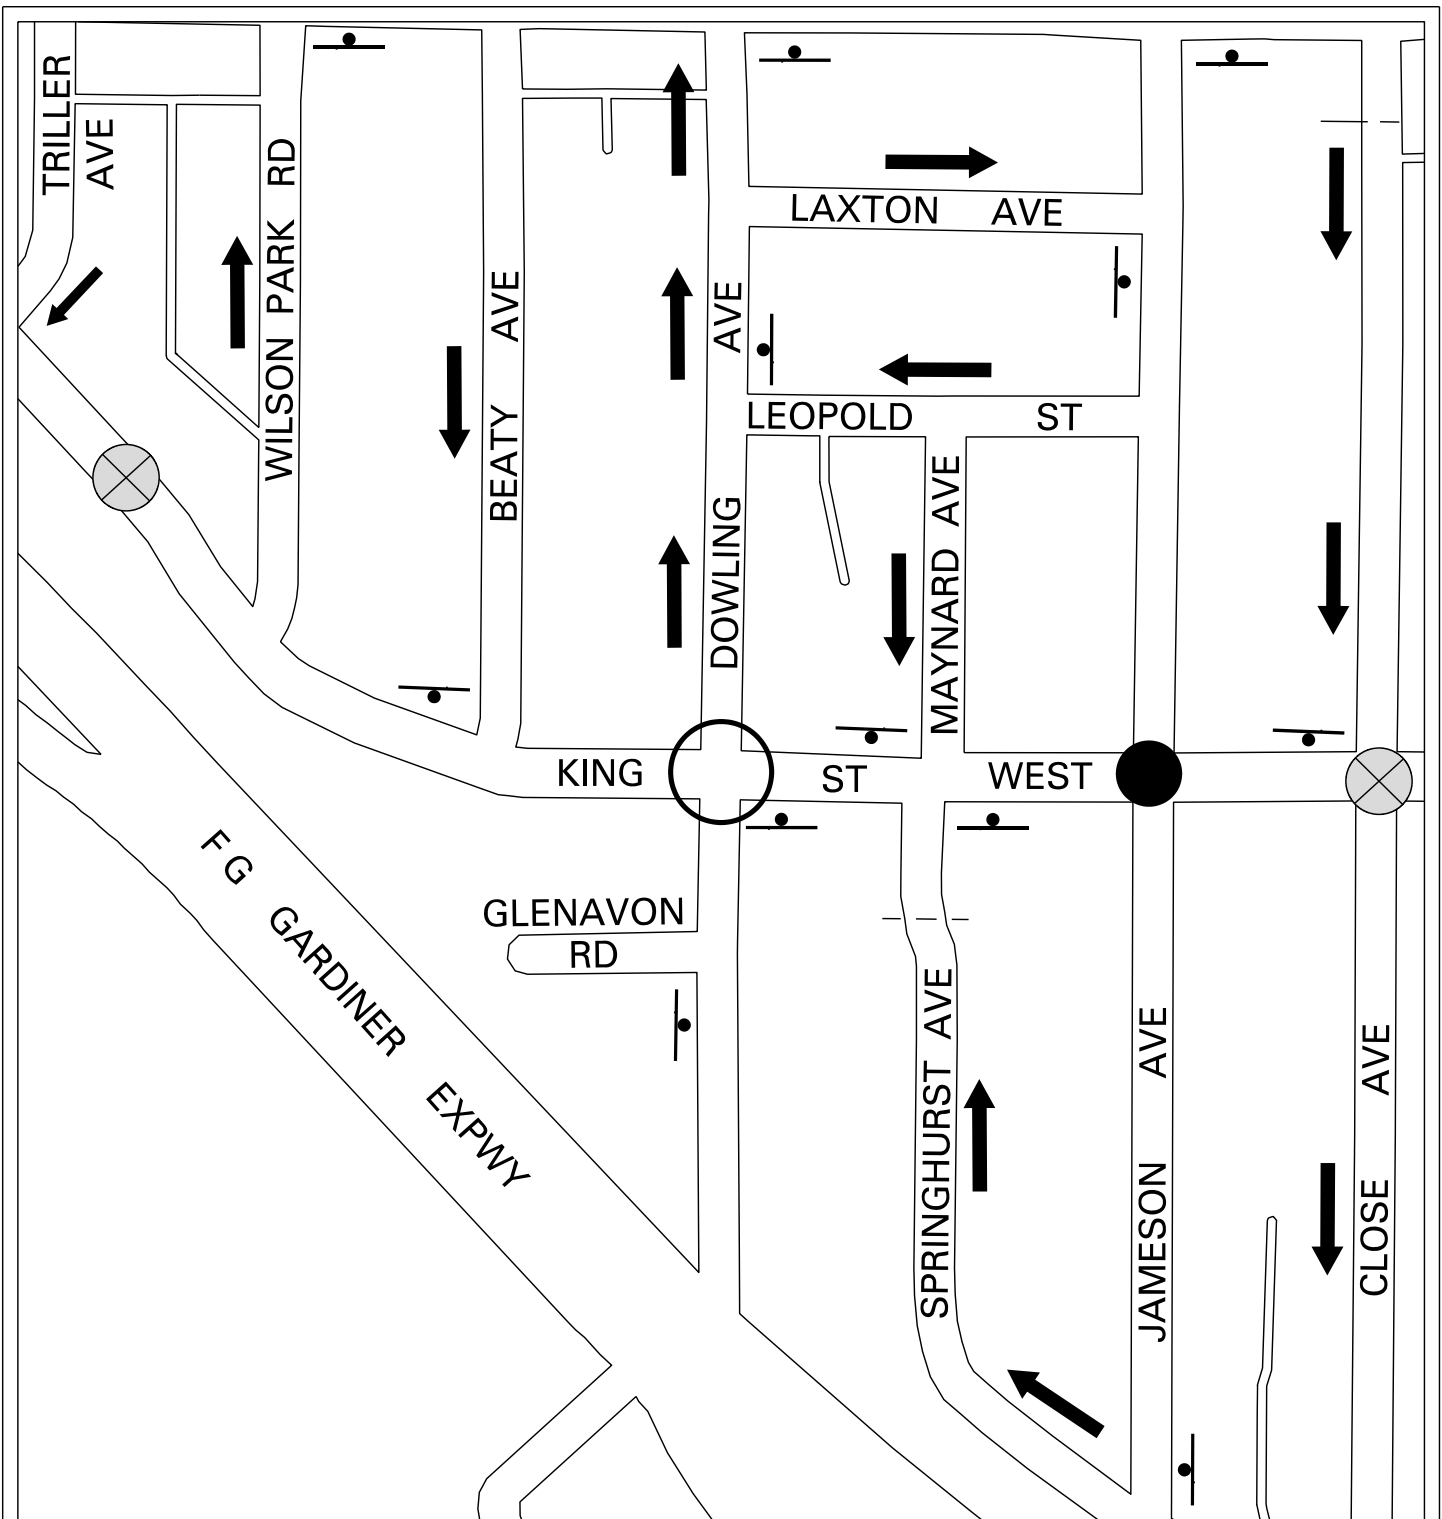 TRILLER
AVE
WILSON PARK RD
BEATY AVE
DOWLING AVE
LAXTON AVE
LEOPOLD ST
MAYNARD AVE
KING ST WEST
GLENAVON
RD
F G GARDINER EXPWY
SPRINGHURST AVE
JAMESON AVE
CLOSE AVE